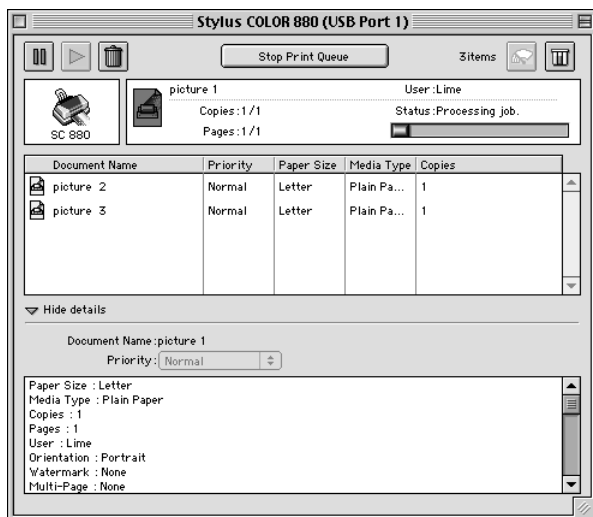 Stylus COLOR 880 (USB Port 1)
Stop Print Queue
3items
SC 880
picture 1
User:Lime
Copies:1/1
Status:Processing job.
Pages:1/1
Document Name Priority Paper Size Media Type Copies
picture 2 Normal Letter Plain Pa... 1
picture 3 Normal Letter Plain Pa... 1
Hide details
Document Name:picture 1
Priority: Normal
Paper Size : Letter
Media Type : Plain Paper
Copies : 1
Pages : 1
User : Lime
Orientation : Portrait
Watermark : None
Multi-Page : None